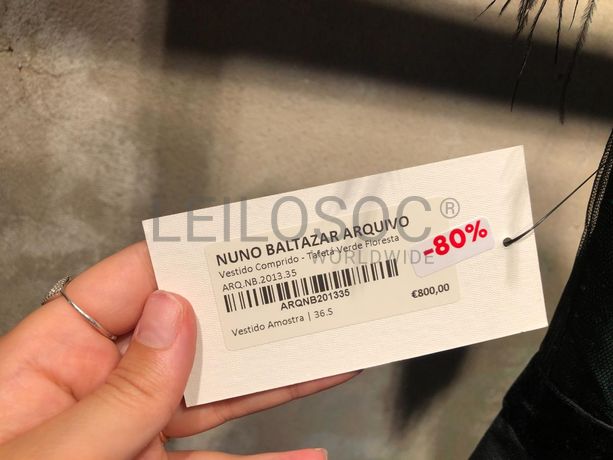 LEILOSOC®
WORLDWIDE
NUNO BALTAZAR ARQUIVO
Vestido Comprido - Tafetá Verde Floresta
ARQ.NB.2013.35
-80%
ARQNB201335
€800,00
Vestido Amostra | 36.S